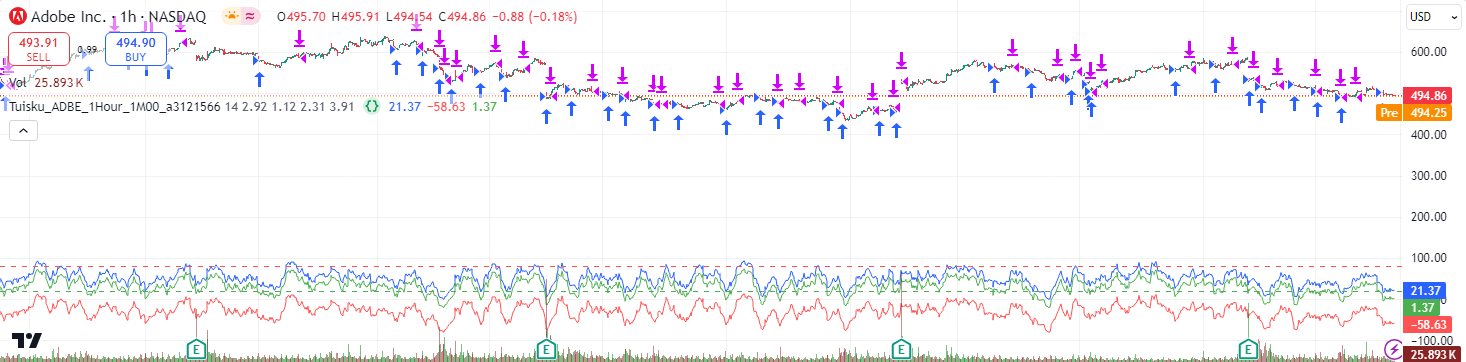 Adobe Inc. · 1h · NASDAQ O495.70 H495.91 L494.54 C494.86 −0.88 (−0.18%)
USD
493.91 SELL
0.99
494.90 BUY
Vol 25.893 K
Tuisku_ADBE_1Hour_1M00_a3121566 14 2.92 1.12 2.31 3.91 {} 21.37 −58.63 1.37
600.00
494.86
Pre 494.25
400.00
300.00
200.00
100.00
21.37
1.37
−58.63
−100.00
25.893 K
E E E E